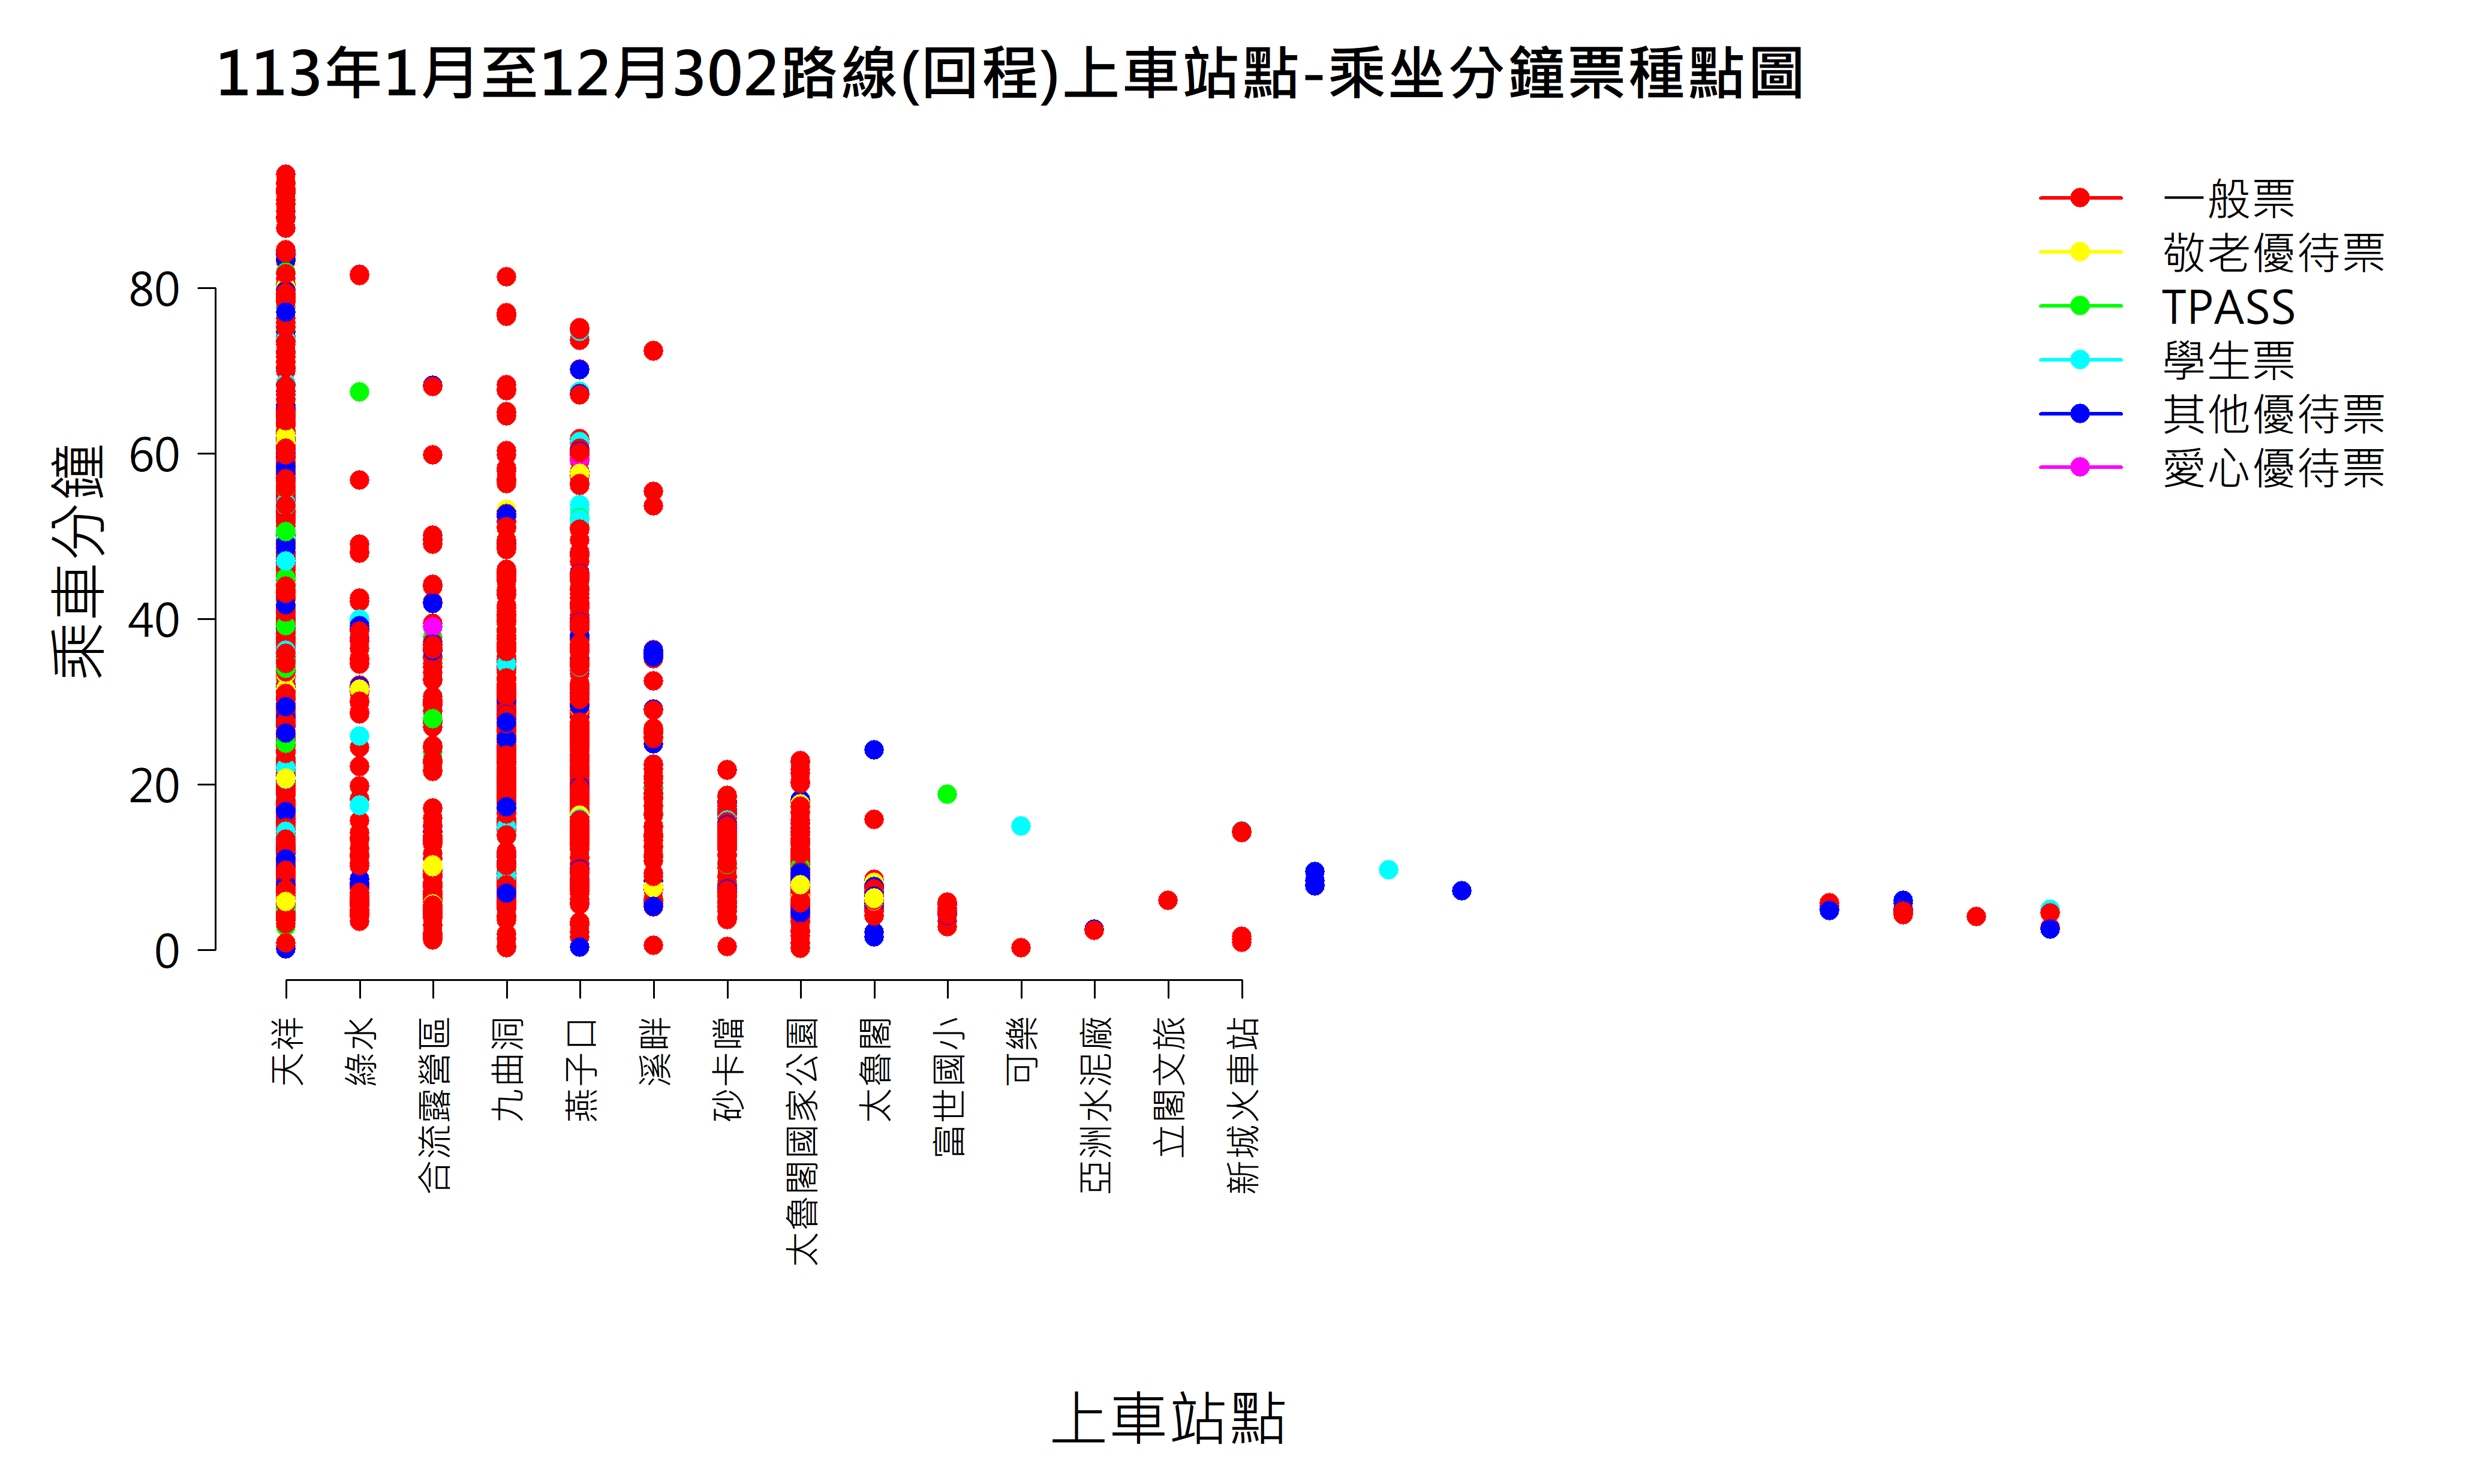 113年1月至12月302路線(回程)上車站點-乘坐分鐘票種點圖
一般票
敬老優待票
TPASS
學生票
其他優待票
愛心優待票
乘車分鐘
80
60
40
20
0
天祥
綠水
合流露營區
九曲洞
燕子口
溪畔
砂卡噹
太魯閣國家公園
太魯閣
富世國小
可樂
亞洲水泥廠
立閣文旅
新城火車站
上車站點